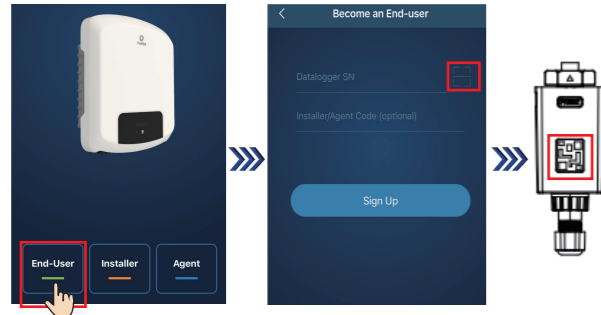 End-User
Installer
Agent
Become an End-user
Datalogger SN
Installer/Agent Code (optional)
Sign Up